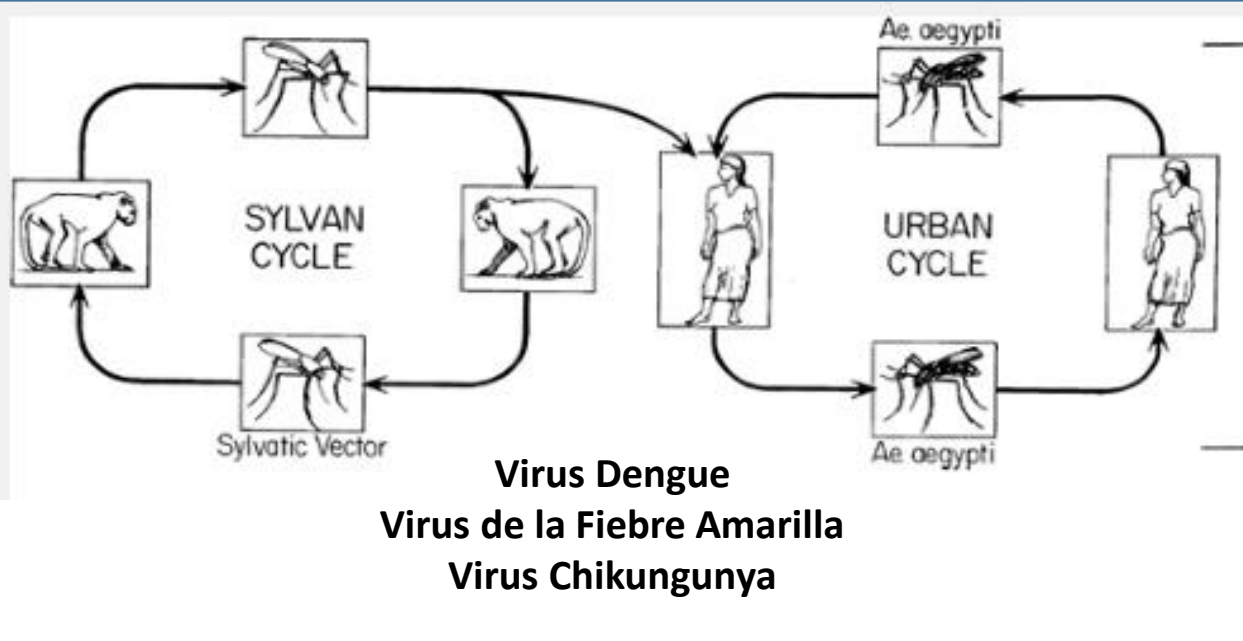 Ae. aegypti
SYLVAN
CYCLE
URBAN
CYCLE
Sylvatic Vector
Ae. aegypti
Virus Dengue
Virus de la Fiebre Amarilla
Virus Chikungunya